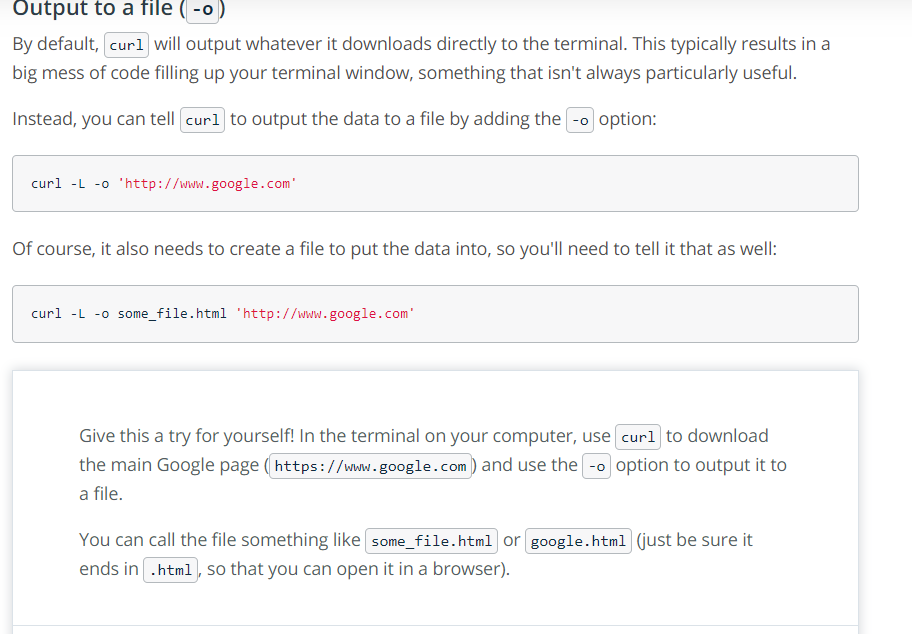 Output to a file (-o)
By default, curl will output whatever it downloads directly to the terminal. This typically results in a
big mess of code filling up your terminal window, something that isn't always particularly useful.
Instead, you can tell curl to output the data to a file by adding the -o option:
curl -L -o 'http://www.google.com'
Of course, it also needs to create a file to put the data into, so you'll need to tell it that as well:
curl -L -o some_file.html 'http://www.google.com'
Give this a try for yourself! In the terminal on your computer, use curl to download
the main Google page (https://www.google.com) and use the -o option to output it to
a file.
You can call the file something like some_file.html or google.html (just be sure it
ends in .html, so that you can open it in a browser).